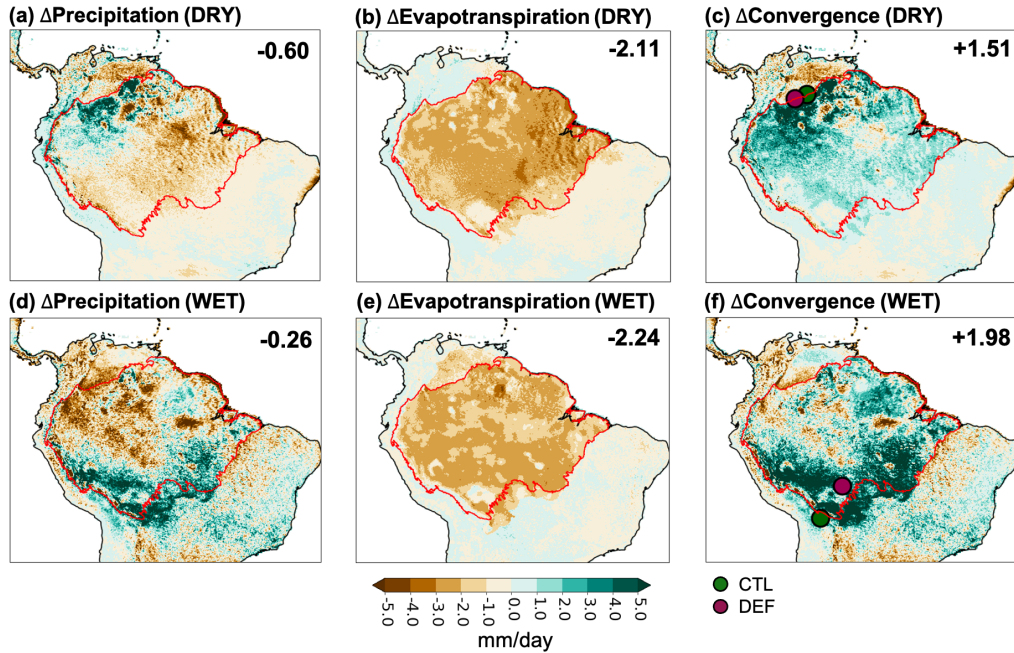 (a) ΔPrecipitation (DRY)
-0.60
(b) ΔEvapotranspiration (DRY)
-2.11
(c) ΔConvergence (DRY)
+1.51
(d) ΔPrecipitation (WET)
-0.26
(e) ΔEvapotranspiration (WET)
-2.24
(f) ΔConvergence (WET)
+1.98
-5.0 -4.0 -3.0 -2.0 -1.0 0.0 1.0 2.0 3.0 4.0 5.0
mm/day
CTL
DEF